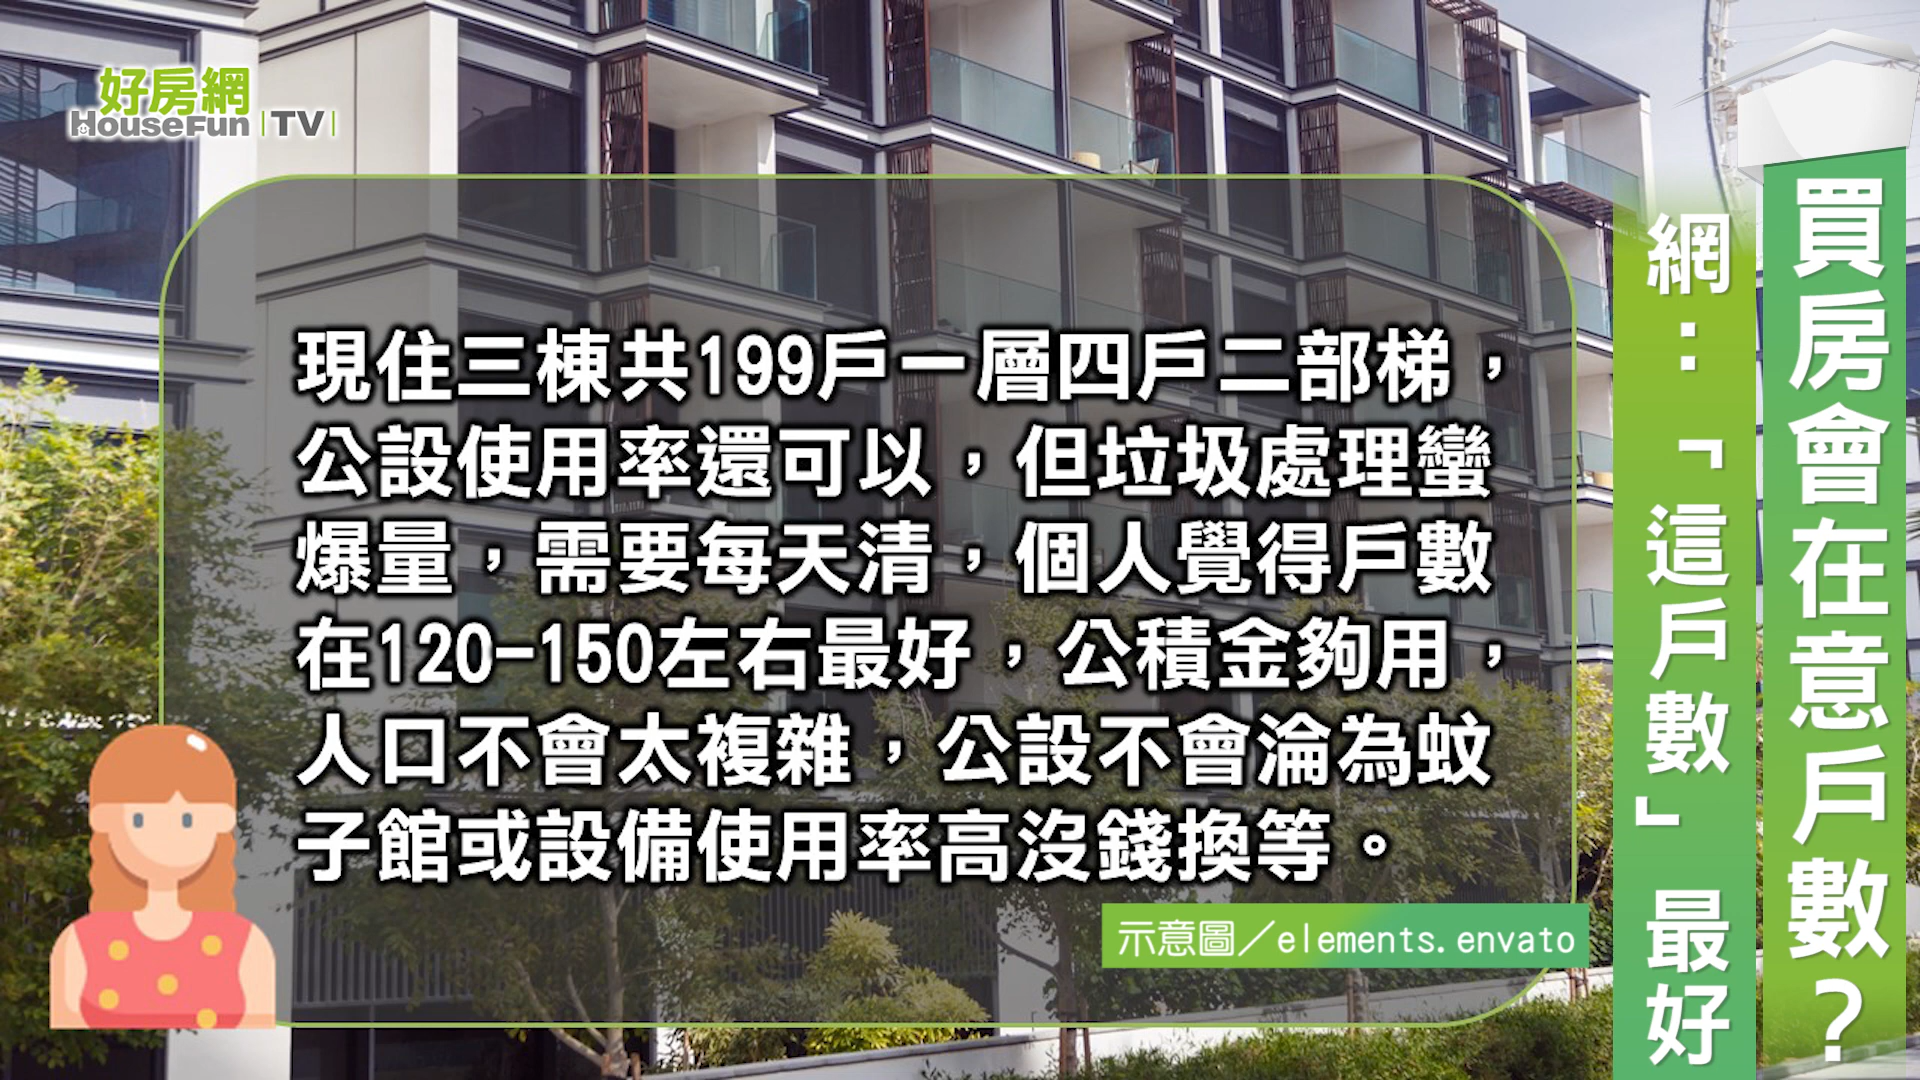 好房網
HouseFun TV
買房會在意戶數？
網：「這戶數」最好
現住三棟共199戶一層四戶二部梯，
公設使用率還可以，但垃圾處理蠻
爆量，需要每天清，個人覺得戶數
在120-150左右最好，公積金夠用，
人口不會太複雜，公設不會淪為蚊
子館或設備使用率高沒錢換等。
示意圖／elements.envato